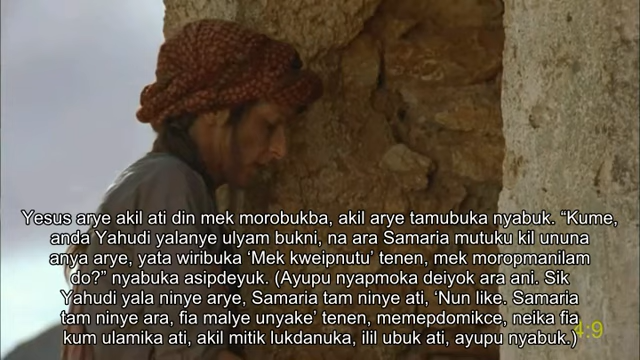 Yesus arye akil ati din mek morobukba, akil arye tamubuka nyabuk. “Kume,
anda Yahudi yalanye ulyam bukni, na ara Samaria mutuku kil ununa
anya arye, yata wiribuka ‘Mek kweipnutu’ tenen, mek moropmanilam
do?” nyabuka asipdeyuk. (Ayupu nyapmoka deiyok ara ani. Sik
Yahudi yala ninye arye, Samaria tam ninye ati, ‘Nun like. Samaria
tam ninye ara, fia malye unyake’ tenen, memepdomikce, neika fia
kum ulamika ati, akil mitik lukdanuka, ilil ubuk ati, ayupu nyabuk.)
4:9